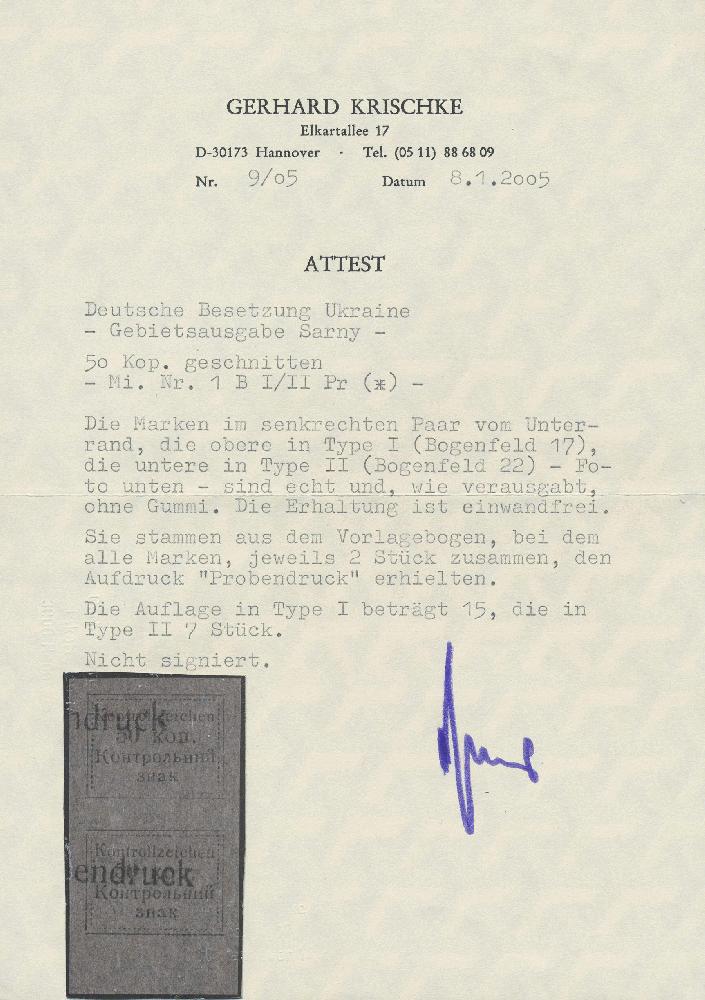 GERHARD KRISCHKE
Elkartallee 17
D-30173 Hannover · Tel. (05 11) 88 68 09
Nr. 9/05 Datum 8.1.2005
ATTEST
Deutsche Besetzung Ukraine
- Gebietsausgabe Sarny -
50 Kop. geschnitten
- Mi. Nr. 1 B I/II Pr (*) -
Die Marken im senkrechten Paar vom Unter-
rand, die obere in Type I (Bogenfeld 17),
die untere in Type II (Bogenfeld 22) - Fo-
to unten - sind echt und, wie verausgabt,
ohne Gummi. Die Erhaltung ist einwandfrei.
Sie stammen aus dem Vorlagebogen, bei dem
alle Marken, jeweils 2 Stück zusammen, den
Aufdruck "Probendruck" erhielten.
Die Auflage in Type I beträgt 15, die in
Type II 7 Stück.
Nicht signiert.
ndruck
Kontrollzeichen
50 коп.
Контрольний
знак
Kontrollzeichen
endruck
Контрольний
знак